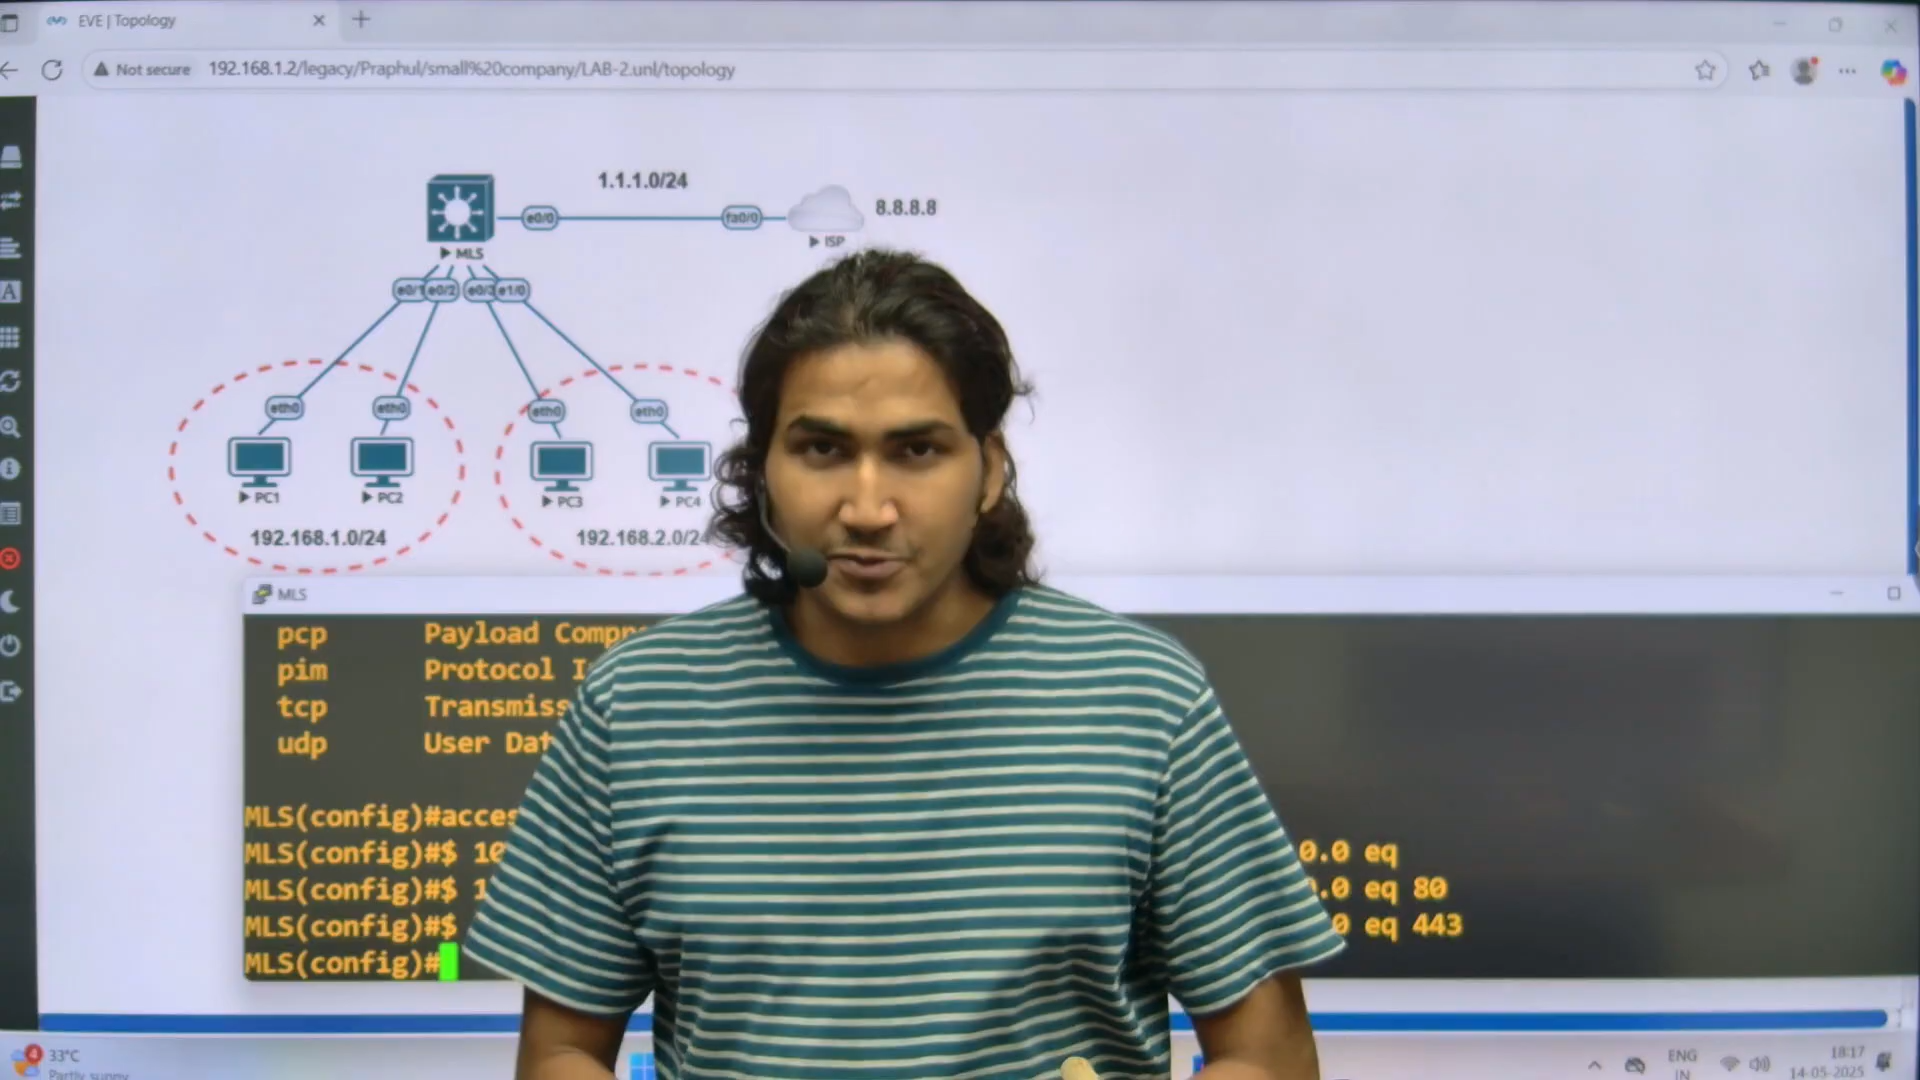 EVE | Topology
Not secure 192.168.1.2/legacy/Praphul/small%20company/LAB-2.unl/topology
1.1.1.0/24
e0/0
fa0/0
8.8.8.8
MLS
ISP
e0/1 e0/2 e0/3 e1/0
eth0 eth0 eth0 eth0
PC1 PC2 PC3 PC4
192.168.1.0/24 192.168.2.0/24
MLS
pcp Payload Compr
pim Protocol I
tcp Transmiss
udp User Dat
MLS(config)#acces
MLS(config)#$ 10 0.0 eq
MLS(config)#$ 1 .0 eq 80
MLS(config)#$ 0 eq 443
MLS(config)#
4
33°C
Partly sunny
ENG
IN
18:17
14-05-2025